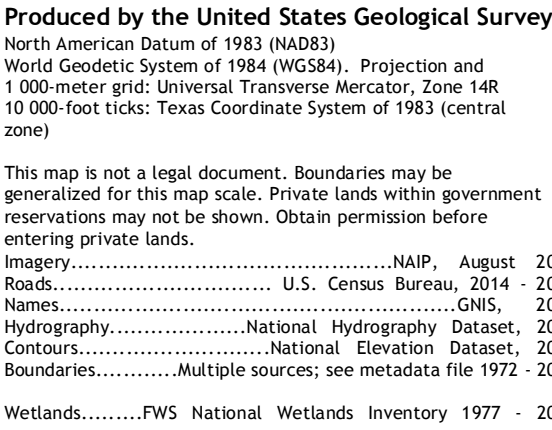 Produced by the United States Geological Survey
North American Datum of 1983 (NAD83)
World Geodetic System of 1984 (WGS84). Projection and
1 000-meter grid: Universal Transverse Mercator, Zone 14R
10 000-foot ticks: Texas Coordinate System of 1983 (central
zone)
This map is not a legal document. Boundaries may be
generalized for this map scale. Private lands within government
reservations may not be shown. Obtain permission before
entering private lands.
Imagery.............................................NAIP, August 20
Roads.............................. U.S. Census Bureau, 2014 - 20
Names......................................................GNIS, 20
Hydrography...................National Hydrography Dataset, 20
Contours...........................National Elevation Dataset, 20
Boundaries...........Multiple sources; see metadata file 1972 - 20
Wetlands.........FWS National Wetlands Inventory 1977 - 20